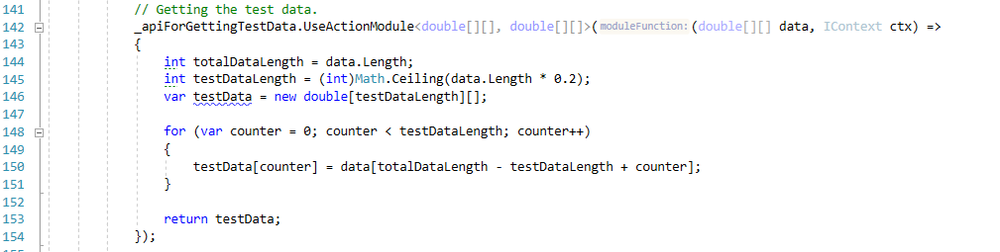 141 // Getting the test data.
142 _apiForGettingTestData.UseActionModule<double[][], double[][]>(moduleFunction: (double[][] data, IContext ctx) =>
143 {
144 int totalDataLength = data.Length;
145 int testDataLength = (int)Math.Ceiling(data.Length * 0.2);
146 var testData = new double[testDataLength][];
147
148 for (var counter = 0; counter < testDataLength; counter++)
149 {
150 testData[counter] = data[totalDataLength - testDataLength + counter];
151 }
152
153 return testData;
154 });